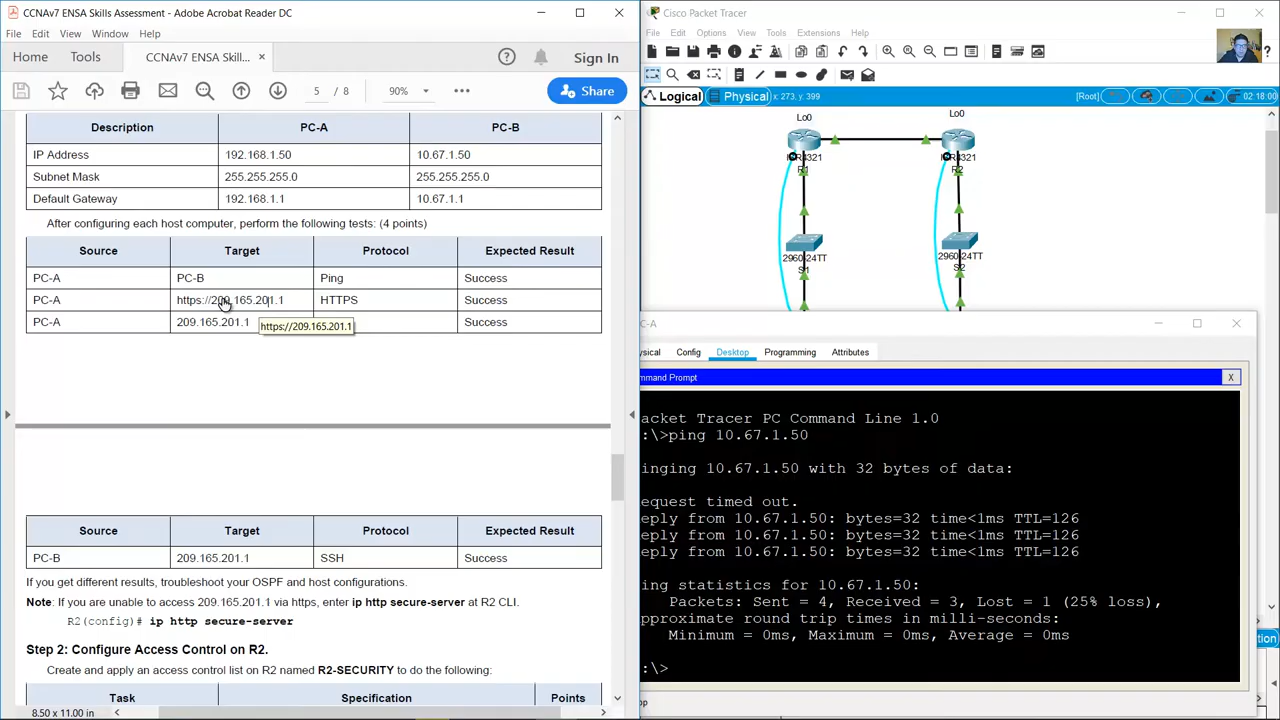 CCNAv7 ENSA Skills Assessment - Adobe Acrobat Reader DC
File Edit View Window Help
Home Tools CCNAv7 ENSA Skill... × Sign In
5 / 8 90% Share
Description PC-A PC-B
IP Address 192.168.1.50 10.67.1.50
Subnet Mask 255.255.255.0 255.255.255.0
Default Gateway 192.168.1.1 10.67.1.1
After configuring each host computer, perform the following tests: (4 points)
Source Target Protocol Expected Result
PC-A PC-B Ping Success
PC-A https://209.165.201.1 HTTPS Success
PC-A 209.165.201.1 Success
https://209.165.201.1
Source Target Protocol Expected Result
PC-B 209.165.201.1 SSH Success
If you get different results, troubleshoot your OSPF and host configurations.
Note: If you are unable to access 209.165.201.1 via https, enter ip http secure-server at R2 CLI.
R2(config)# ip http secure-server
Step 2: Configure Access Control on R2.
Create and apply an access control list on R2 named R2-SECURITY to do the following:
Task Specification Points
8.50 x 11.00 in
Cisco Packet Tracer
File Edit Options View Tools Extensions Help
Logical Physical x: 273, y: 399 [Root] 02:18:00
Lo0 Lo0
R1 R2
2960-24TT 2960-24TT
S1 S2
C-A
ysical Config Desktop Programming Attributes
ommand Prompt X
acket Tracer PC Command Line 1.0
:\>ping 10.67.1.50
inging 10.67.1.50 with 32 bytes of data:
equest timed out.
eply from 10.67.1.50: bytes=32 time<1ms TTL=126
eply from 10.67.1.50: bytes=32 time<1ms TTL=126
eply from 10.67.1.50: bytes=32 time<1ms TTL=126
ing statistics for 10.67.1.50:
Packets: Sent = 4, Received = 3, Lost = 1 (25% loss),
pproximate round trip times in milli-seconds:
Minimum = 0ms, Maximum = 0ms, Average = 0ms
:\>
op
tion